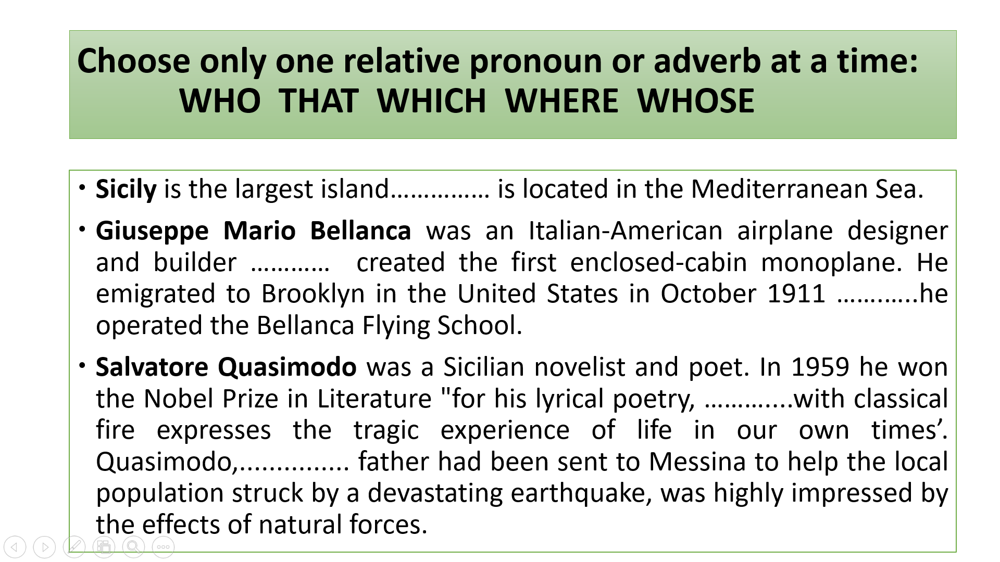 Choose only one relative pronoun or adverb at a time:
WHO THAT WHICH WHERE WHOSE
• Sicily is the largest island…………… is located in the Mediterranean Sea.
• Giuseppe Mario Bellanca was an Italian-American airplane designer
and builder ………… created the first enclosed-cabin monoplane. He
emigrated to Brooklyn in the United States in October 1911 …….…..he
operated the Bellanca Flying School.
• Salvatore Quasimodo was a Sicilian novelist and poet. In 1959 he won
the Nobel Prize in Literature "for his lyrical poetry, ………....with classical
fire expresses the tragic experience of life in our own times’.
Quasimodo,............... father had been sent to Messina to help the local
population struck by a devastating earthquake, was highly impressed by
the effects of natural forces.